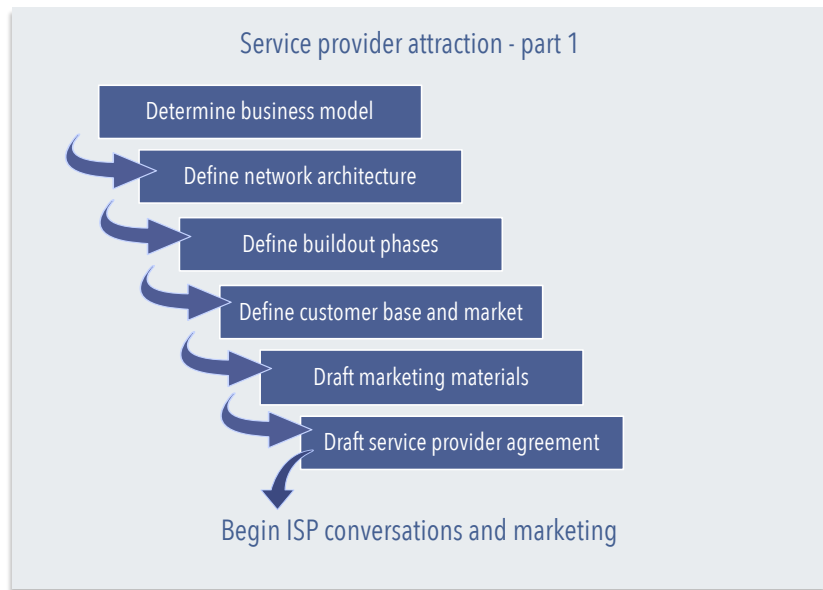 Service provider attraction - part 1
Determine business model
Define network architecture
Define buildout phases
Define customer base and market
Draft marketing materials
Draft service provider agreement
Begin ISP conversations and marketing